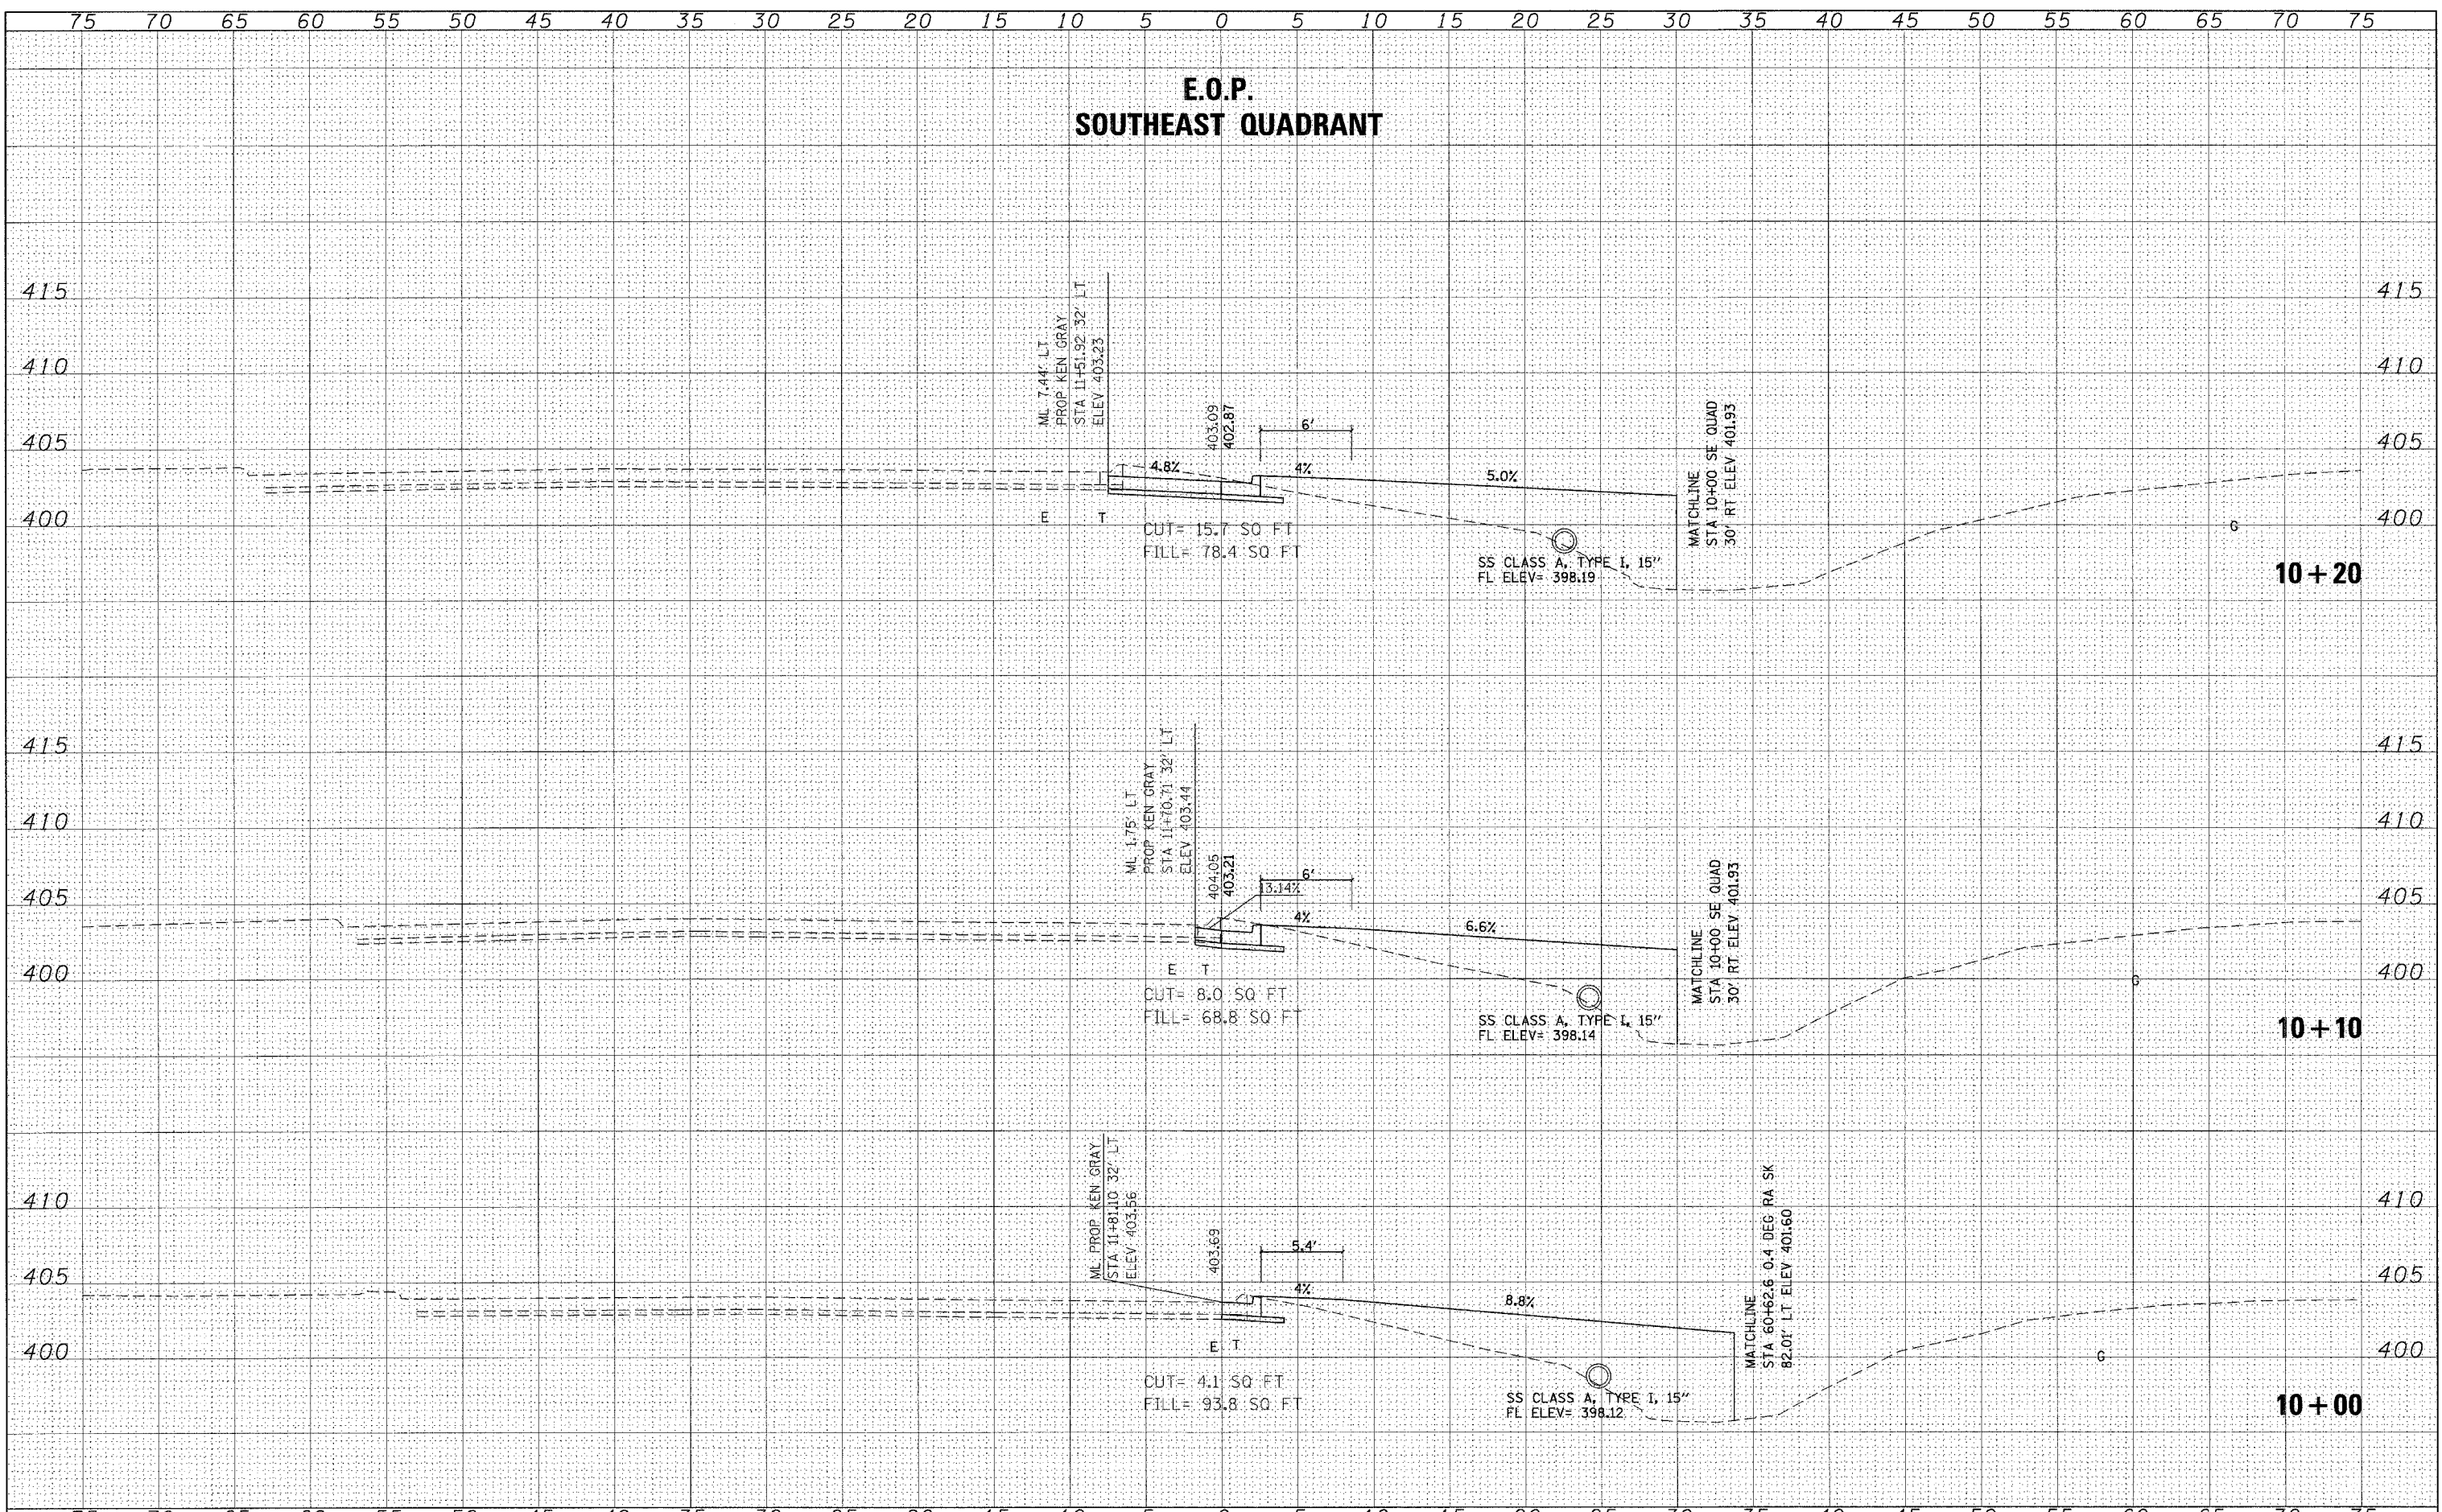 75 70 65 60 55 50 45 40 35 30 25 20 15 10 5 0 5 10 15 20 25 30 35 40 45 50 55 60 65 70 75
E.O.P.
SOUTHEAST QUADRANT
415
415
410
410
405
405
400
400
ML 7.44' LT
PROP KEN GRAY
STA 11+51.92 32' LT
ELEV 403.23
403.09
402.87
6'
4.8%
4%
5.0%
MATCHLINE
STA 10+00 SE QUAD
30' RT ELEV 401.93
E T
CUT= 15.7 SQ FT
FILL= 78.4 SQ FT
SS CLASS A, TYPE I, 15"
FL ELEV= 398.19
G
10+20
415
415
410
410
405
405
400
400
ML 1.75' LT
PROP KEN GRAY
STA 11+70.71 32' LT
ELEV 403.44
404.05
403.21
6'
13.14%
4%
6.6%
MATCHLINE
STA 10+00 SE QUAD
30' RT ELEV 401.93
E T
CUT= 8.0 SQ FT
FILL= 68.8 SQ FT
SS CLASS A, TYPE I, 15"
FL ELEV= 398.14
G
10+10
410
410
405
405
400
400
ML PROP KEN GRAY
STA 11+81.10 32' LT
ELEV 403.56
403.69
5.4'
4%
8.8%
MATCHLINE
STA 60+62.6 0.4 DEG RA SK
82.01' LT ELEV 401.60
E T
CUT= 4.1 SQ FT
FILL= 93.8 SQ FT
SS CLASS A, TYPE I, 15"
FL ELEV= 398.12
G
10+00